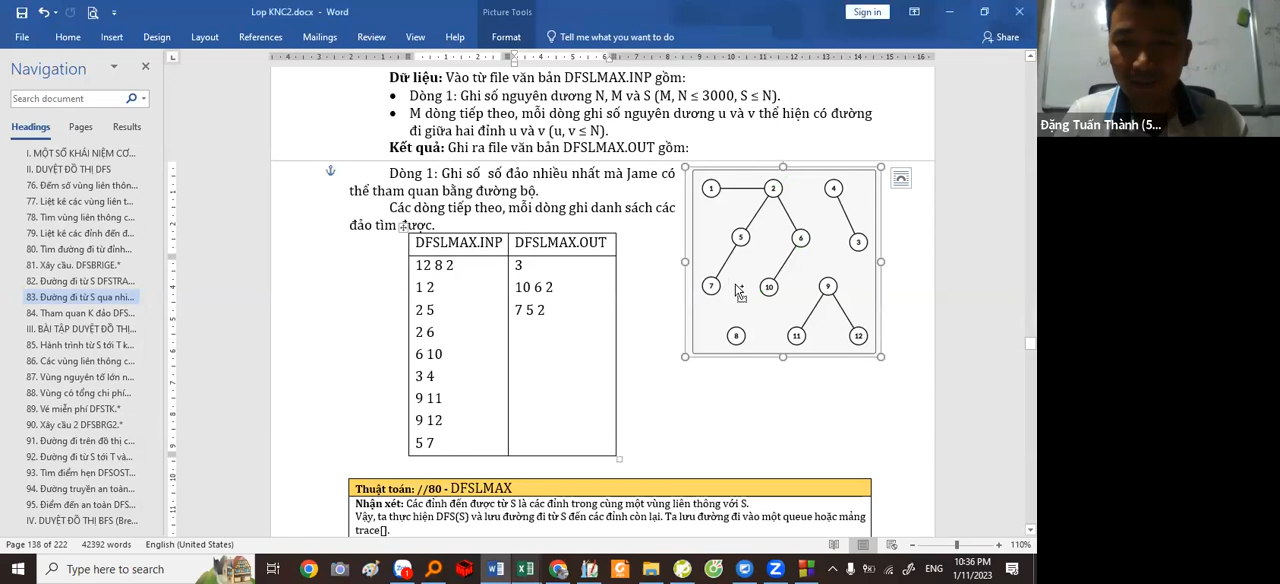 Lop KNC2.docx - Word
Picture Tools
Sign in
File Home Insert Design Layout References Mailings Review View Help Format Tell me what you want to do Share
Navigation
Search document
Headings Pages Results
I. MỘT SỐ KHÁI NIỆM CƠ...
II. DUYỆT ĐỒ THỊ DFS
76. Đếm số vùng liên thôn...
77. Liệt kê các vùng liên t...
78. Tìm vùng liên thông c...
79. Liệt kê các đỉnh đến đ...
80. Tìm đường đi từ đỉnh...
81. Xây cầu. DFSBRIGE.*
82. Đường đi từ S DFSTRA...
83. Đường đi từ S qua nhi...
84. Tham quan K đảo DFS...
III. BÀI TẬP DUYỆT ĐỒ TH...
85. Hành trình từ S tới T k...
86. Các vùng liên thông c...
87. Vùng nguyên tố lớn n...
88. Vùng có tổng chi phí...
89. Vé miễn phí DFSTK.*
90. Xây cầu 2 DFSBRG2.*
91. Đường đi trên đồ thị c...
92. Đường đi từ S tới T và...
93. Tìm điểm hẹn DFSOST...
94. Đường truyền an toàn...
95. Điểm đến an toàn DFS...
IV. DUYỆT ĐỒ THỊ BFS (Bre...
Dữ liệu: Vào từ file văn bản DFSLMAX.INP gồm:
• Dòng 1: Ghi số nguyên dương N, M và S (M, N ≤ 3000, S ≤ N).
• M dòng tiếp theo, mỗi dòng ghi số nguyên dương u và v thể hiện có đường
đi giữa hai đỉnh u và v (u, v ≤ N).
Kết quả: Ghi ra file văn bản DFSLMAX.OUT gồm:
Dòng 1: Ghi số số đảo nhiều nhất mà Jame có
thể tham quan bằng đường bộ.
Các dòng tiếp theo, mỗi dòng ghi danh sách các
đảo tìm được.
DFSLMAX.INP DFSLMAX.OUT
12 8 2 3
1 2 10 6 2
2 5 7 5 2
2 6
6 10
3 4
9 11
9 12
5 7
1 2 4
5 6 3
7 10 9
8 11 12
Thuật toán: //80 - DFSLMAX
Nhận xét: Các đỉnh đến được từ S là các đỉnh trong cùng một vùng liên thông với S.
Vậy, ta thực hiện DFS(S) và lưu đường đi từ S đến các đỉnh còn lại. Ta lưu đường đi vào một queue hoặc mảng
trace[].
Đặng Tuấn Thành (5...
Page 138 of 222 42392 words English (United States) 110%
Type here to search
ENG
10:36 PM
1/11/2023